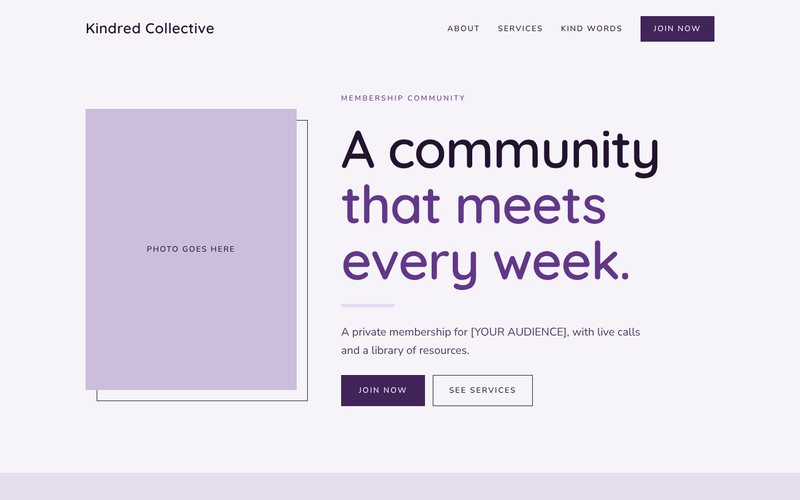 Kindred Collective
ABOUT
SERVICES
KIND WORDS
JOIN NOW
PHOTO GOES HERE
MEMBERSHIP COMMUNITY
A community
that meets
every week.
A private membership for [YOUR AUDIENCE], with live calls
and a library of resources.
JOIN NOW
SEE SERVICES